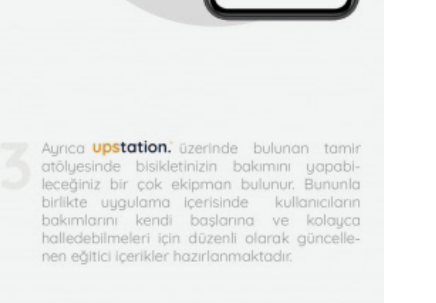 3
Ayrıca upstation. üzerinde bulunan tamir
atölyesinde bisikletinizin bakımını yapabi-
leceğiniz bir çok ekipman bulunur. Bununla
birlikte uygulama içerisinde kullanıcıların
bakımlarını kendi başlarına ve kolayca
halledebilmeleri için düzenli olarak güncelle-
nen eğitici içerikler hazırlanmaktadır.